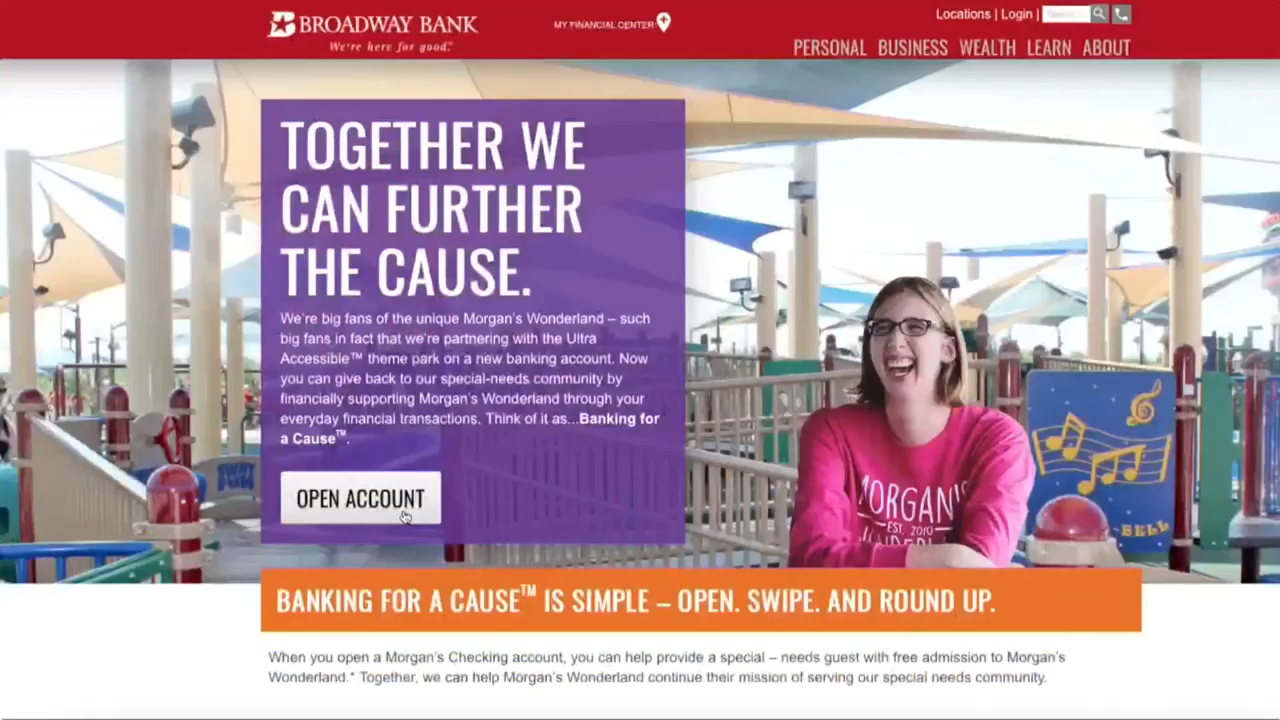 BROADWAY BANK
We're here for good.
MY FINANCIAL CENTER
Locations | Login |
PERSONAL BUSINESS WEALTH LEARN ABOUT
TOGETHER WE
CAN FURTHER
THE CAUSE.
We're big fans of the unique Morgan's Wonderland – such
big fans in fact that we're partnering with the Ultra
Accessible™ theme park on a new banking account. Now
you can give back to our special-needs community by
financially supporting Morgan's Wonderland through your
everyday financial transactions. Think of it as...Banking for
a Cause™.
OPEN ACCOUNT
MORGAN'S
EST. 2010
BELL
BANKING FOR A CAUSE™ IS SIMPLE – OPEN. SWIPE. AND ROUND UP.
When you open a Morgan's Checking account, you can help provide a special – needs guest with free admission to Morgan's
Wonderland.* Together, we can help Morgan's Wonderland continue their mission of serving our special needs community.